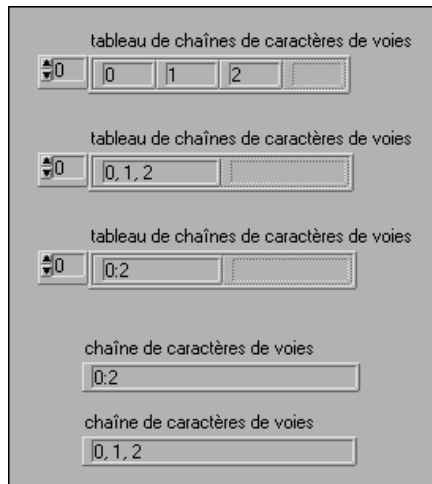 tableau de chaînes de caractères de voies
0 0 1 2
tableau de chaînes de caractères de voies
0 0, 1, 2
tableau de chaînes de caractères de voies
0 0:2
chaîne de caractères de voies
0:2
chaîne de caractères de voies
0, 1, 2